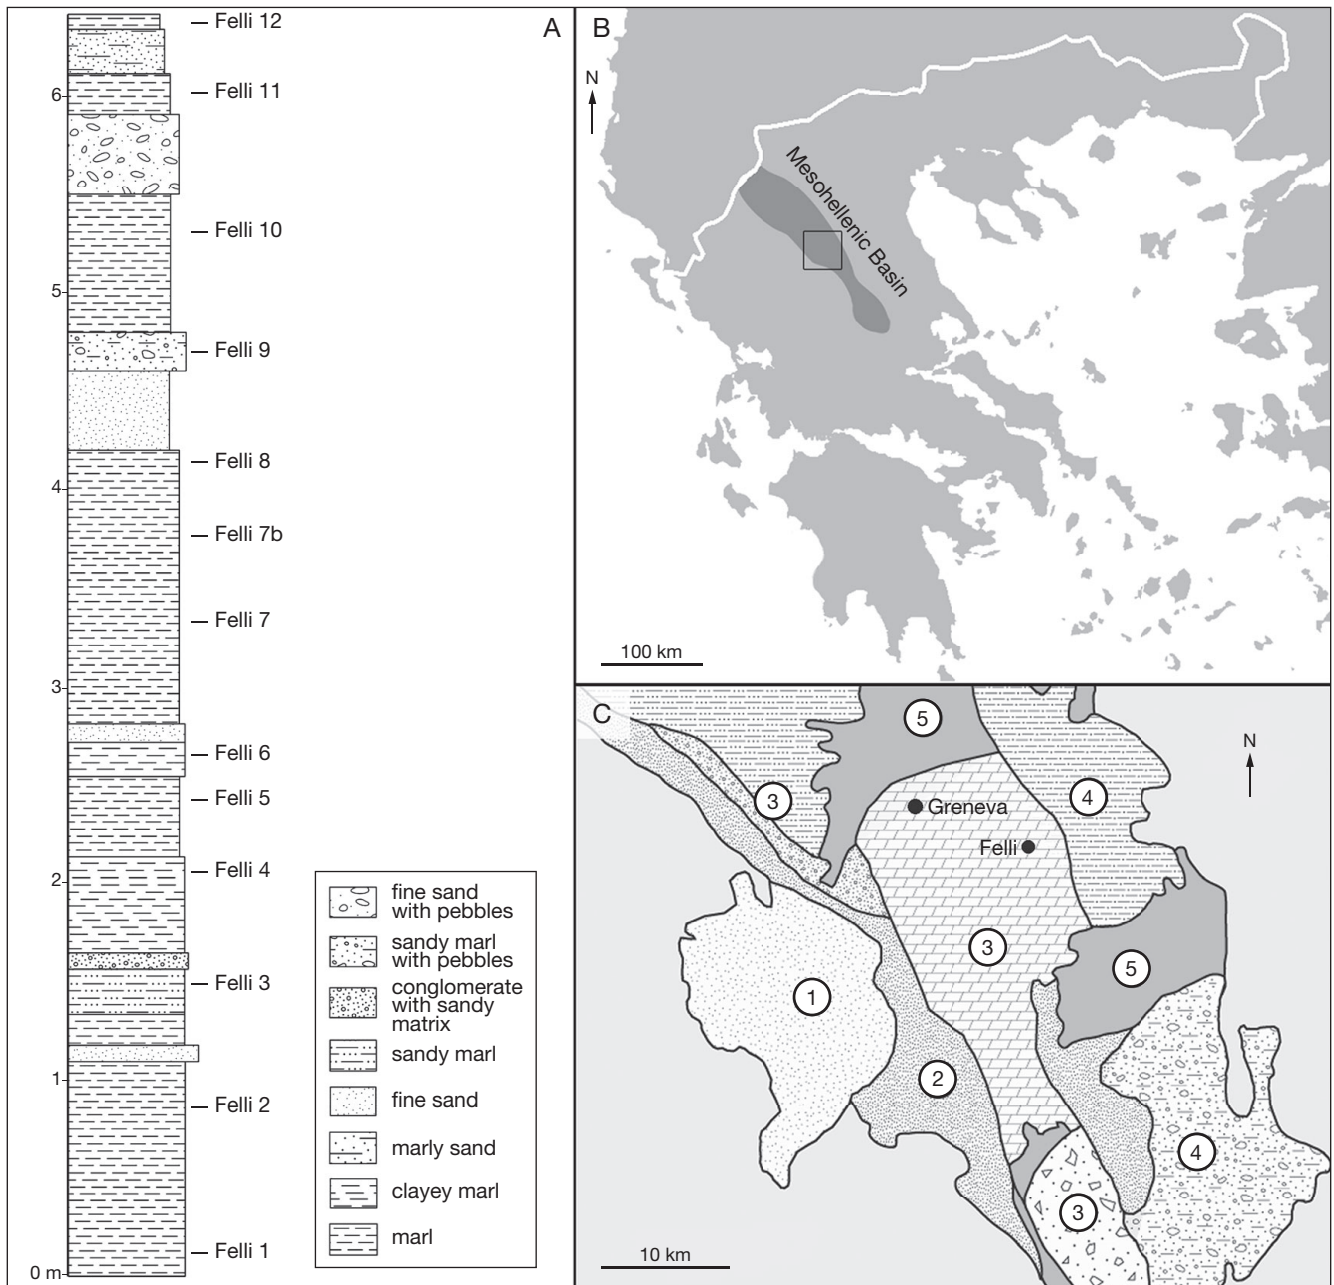 A
Felli 12
6
Felli 11
Felli 10
5
Felli 9
Felli 8
4
Felli 7b
Felli 7
3
Felli 6
Felli 5
2
Felli 4
Felli 3
1
Felli 2
Felli 1
0 m
fine sand
with pebbles
sandy marl
with pebbles
conglomerate
with sandy
matrix
sandy marl
fine sand
marly sand
clayey marl
marl
B
N
Mesohellenic Basin
100 km
C
N
5
3
4
Greneva
Felli
3
5
1
2
4
3
10 km